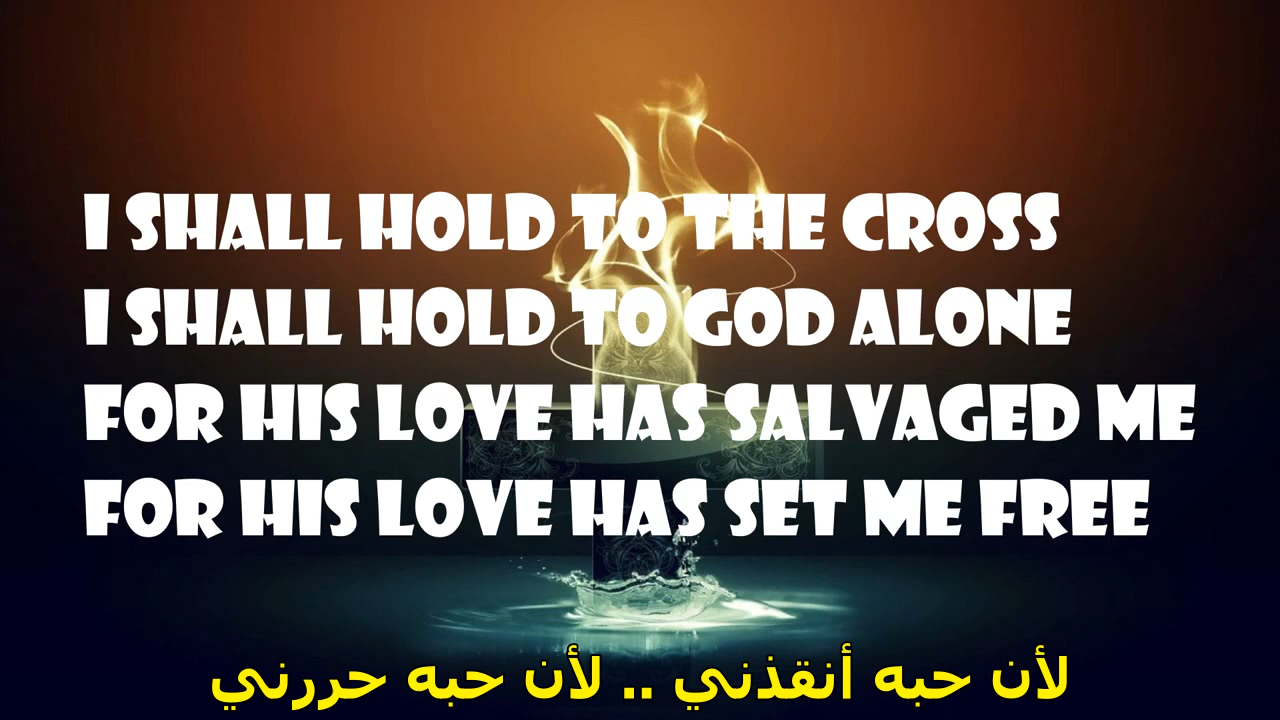 I SHALL HOLD TO THE CROSS
I SHALL HOLD TO GOD ALONE
FOR HIS LOVE HAS SALVAGED ME
FOR HIS LOVE HAS SET ME FREE
لأن حبه أنقذني .. لأن حبه حررني